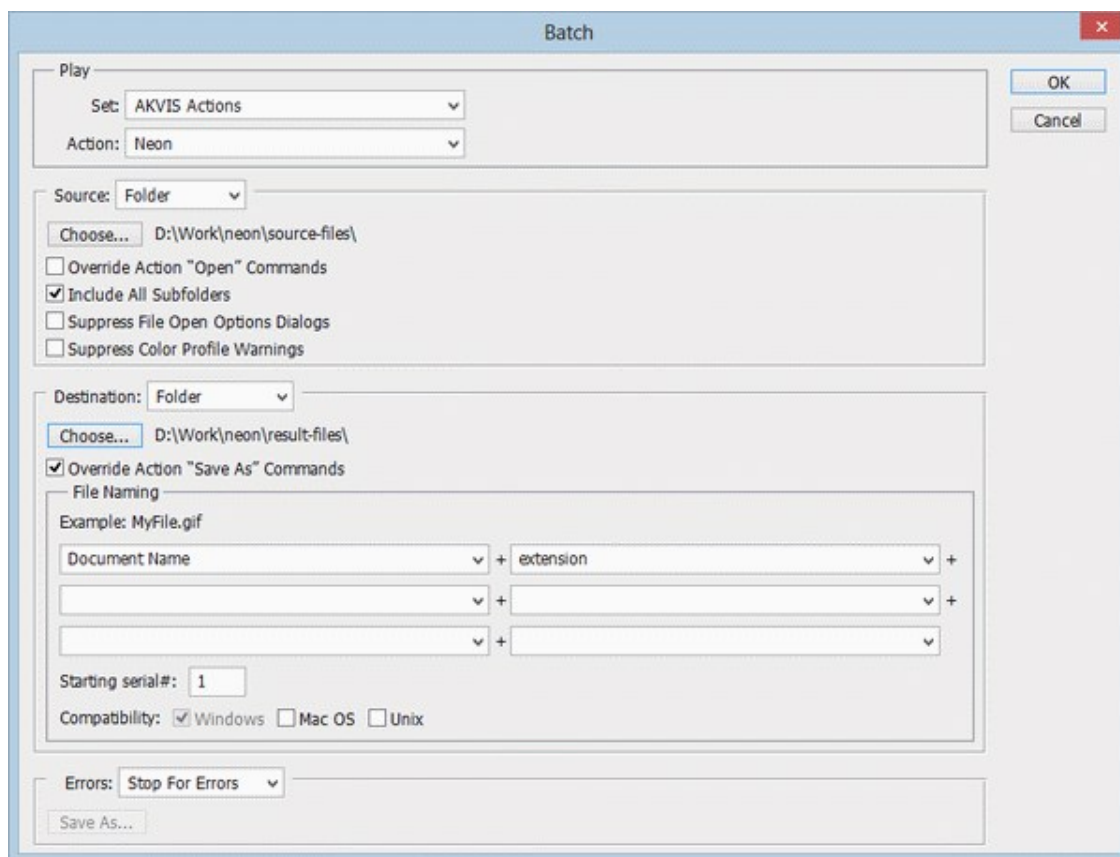 Batch
Play
OK
Set: AKVIS Actions
Cancel
Action: Neon
Source: Folder
Choose... D:\Work\neon\source-files\
Override Action "Open" Commands
Include All Subfolders
Suppress File Open Options Dialogs
Suppress Color Profile Warnings
Destination: Folder
Choose... D:\Work\neon\result-files\
Override Action "Save As" Commands
File Naming
Example: MyFile.gif
Document Name + extension +
+ +
+
Starting serial#: 1
Compatibility: Windows Mac OS Unix
Errors: Stop For Errors
Save As...